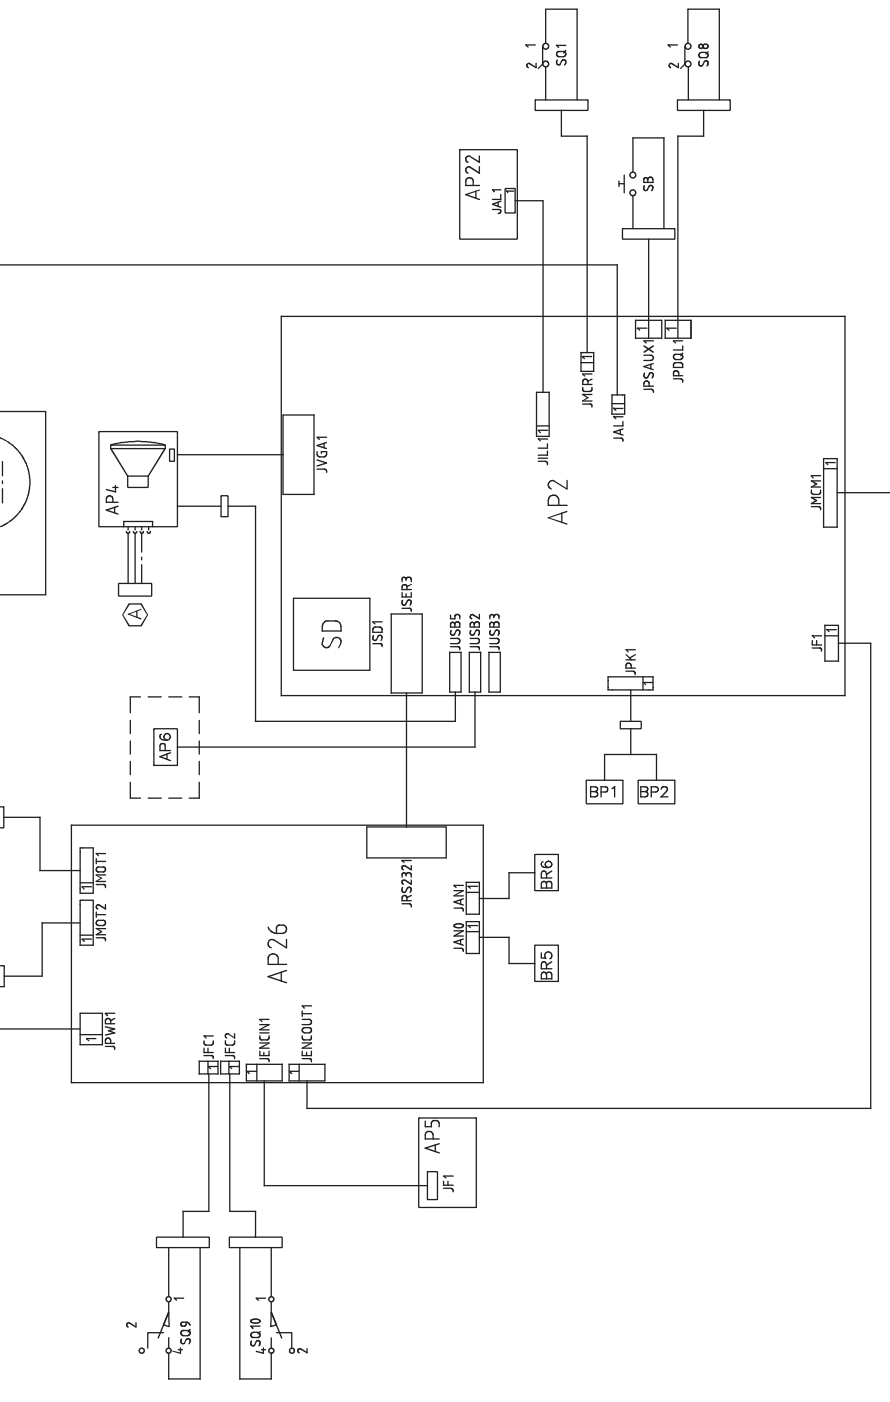 2 1
SQ1
2 1
SQ8
AP22
JAL1
1
SB
JPSAUX1
1
JPDQL1
1
JMCR1
1
JAL1
1
JILL1
1
AP2
JVGA1
AP4
A
JMCM1
1
SD
JSD1
JSER3
JUSB5
JUSB2
JUSB3
JF1
1
JPK1
1
AP6
BP1
BP2
JMOT1
1
JMOT2
1
JRS2321
JAN1
1
BR6
JAN0
1
BR5
AP26
JPWR1
1
JFC1
1
JFC2
1
JENCIN1
1
JENCOUT1
1
AP5
JF1
1
2
4
SQ9
1
SQ10
4
2